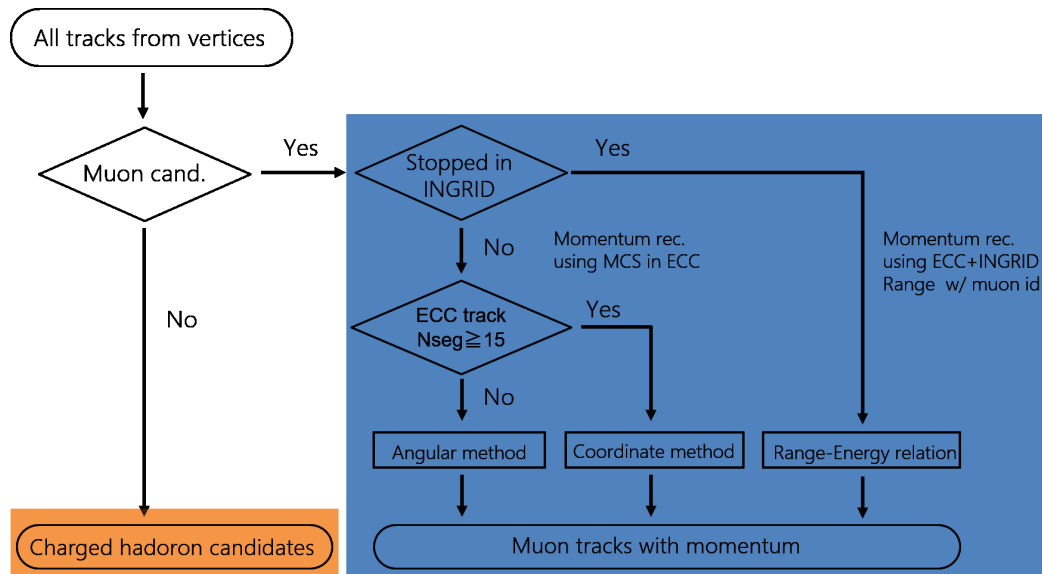 All tracks from vertices
Muon cand.
Yes
Stopped in
INGRID
Yes
No
No
Momentum rec.
using MCS in ECC
Momentum rec.
using ECC+INGRID
Range w/ muon id
ECC track
Nseg≧15
Yes
No
Angular method
Coordinate method
Range-Energy relation
Charged hadoron candidates
Muon tracks with momentum